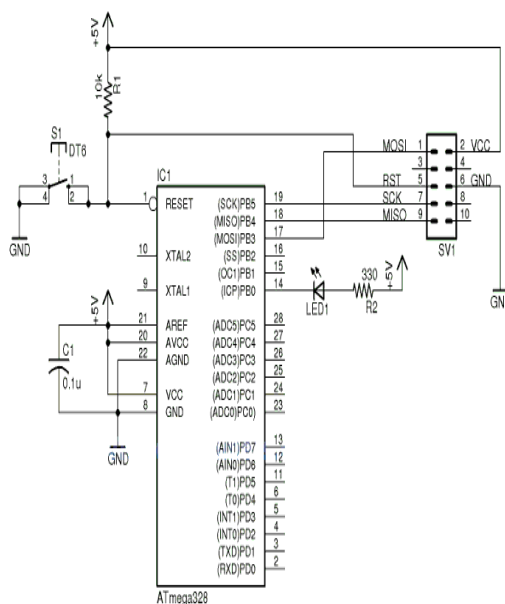 +5V
10k
R1
S1
DT6
3 1
4 2
GND
IC1
1 RESET
10 XTAL2
9 XTAL1
+5V
21 AREF
20 AVCC
22 AGND
7 VCC
8 GND
C1
0.1u
GND
(SCK)PB5 19
(MISO)PB4 18
(MOSI)PB3 17
(SS)PB2 16
(OC1)PB1 15
(ICP)PB0 14
(ADC5)PC5 28
(ADC4)PC4 27
(ADC3)PC3 26
(ADC2)PC2 25
(ADC1)PC1 24
(ADC0)PC0) 23
(AIN1)PD7 13
(AIN0)PD6 12
(T1)PD5 11
(T0)PD4 6
(INT1)PD3 5
(INT0)PD2 4
(TXD)PD1 3
(RXD)PD0 2
ATmega328
LED1
330
R2
+5V
MOSI 1 2 VCC
3 4
RST 5 6 GND
SCK 7 8
MISO 9 10
SV1
GN